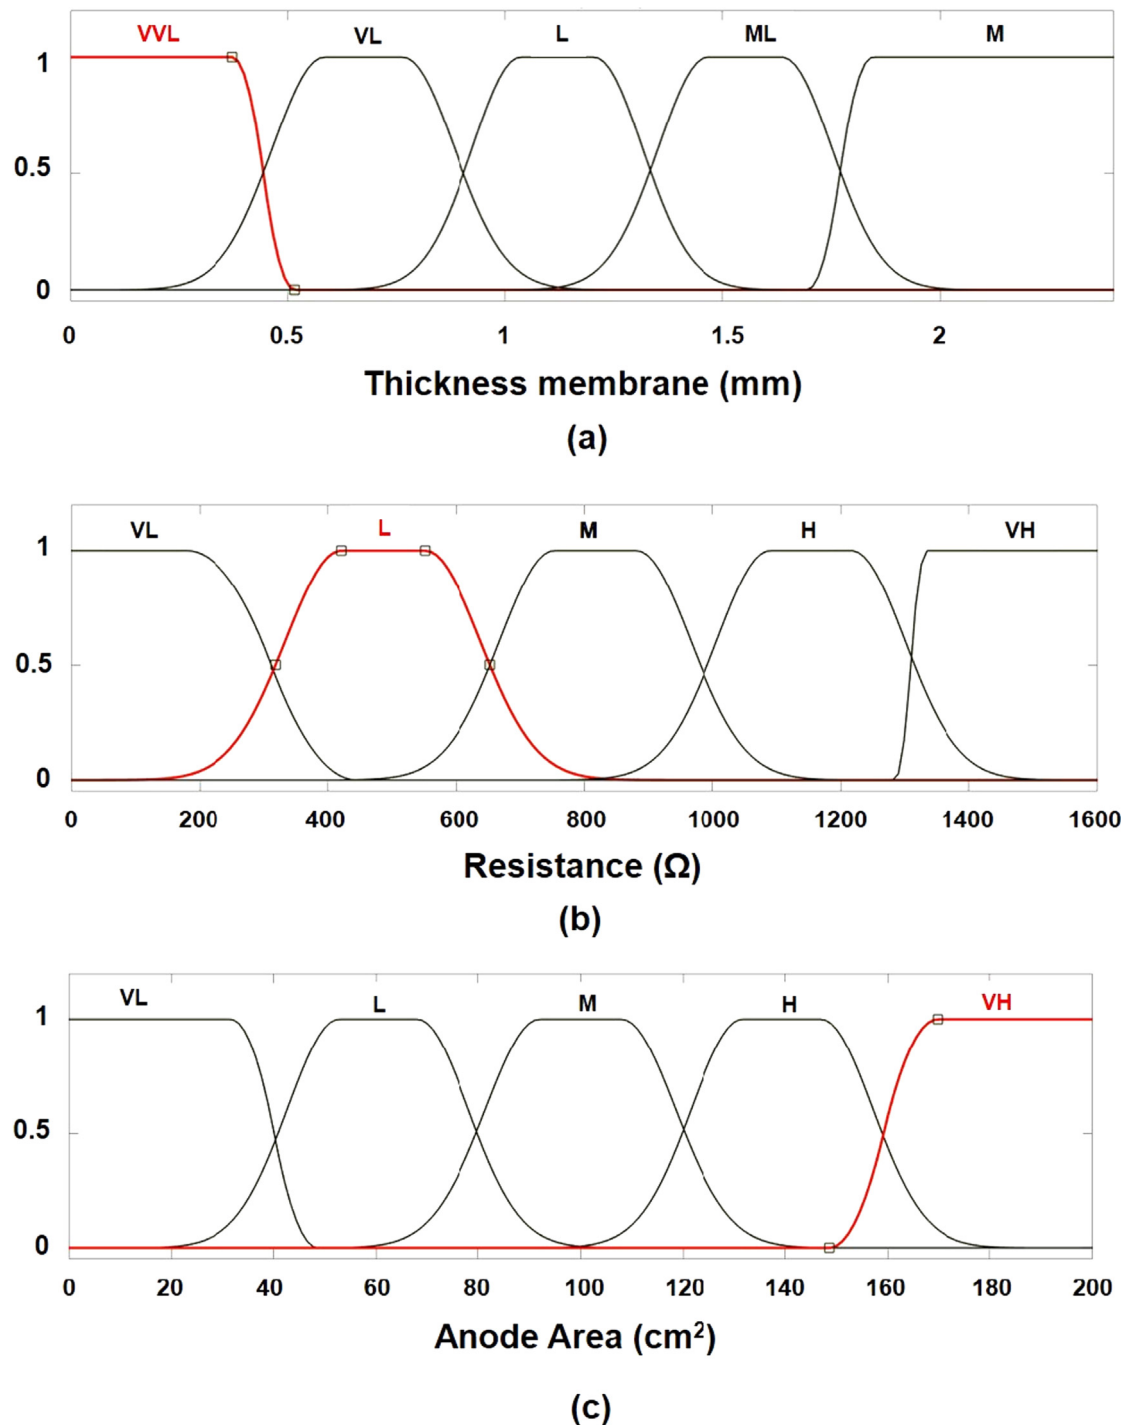 VVL VL L ML M
1
0.5
0
0 0.5 1 1.5 2
Thickness membrane (mm)
(a)
VL L M H VH
1
0.5
0
0 200 400 600 800 1000 1200 1400 1600
Resistance (Ω)
(b)
VL L M H VH
1
0.5
0
0 20 40 60 80 100 120 140 160 180 200
Anode Area (cm²)
(c)